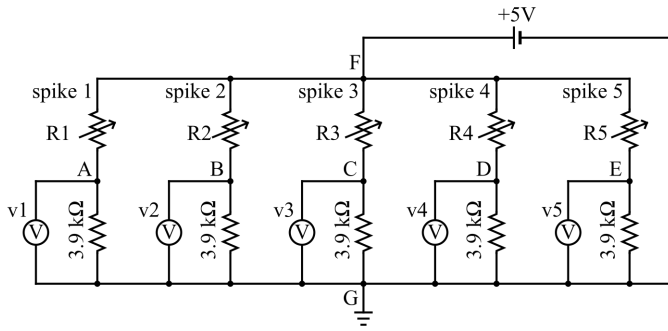 +5V
F
spike 1 spike 2 spike 3 spike 4 spike 5
R1 R2 R3 R4 R5
A B C D E
v1 v2 v3 v4 v5
V V V V V
3.9 kΩ 3.9 kΩ 3.9 kΩ 3.9 kΩ 3.9 kΩ
G